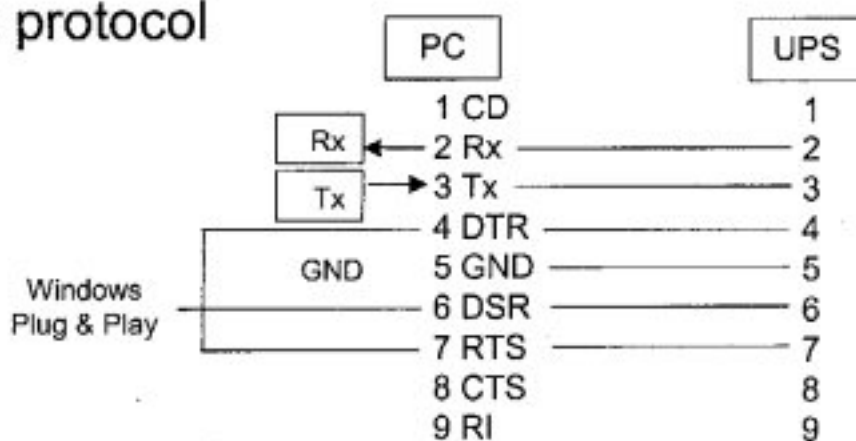 protocol
PC UPS
1 CD 1
Rx 2 Rx 2
Tx 3 Tx 3
4 DTR 4
GND 5 GND 5
Windows
Plug & Play
6 DSR 6
7 RTS 7
8 CTS 8
9 RI 9